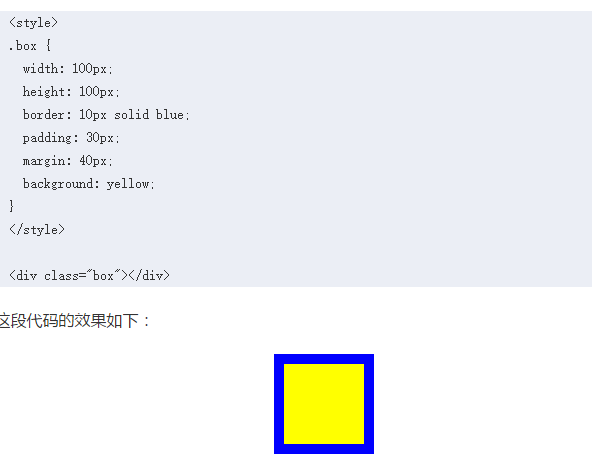 <style>
.box {
  width: 100px;
  height: 100px;
  border: 10px solid blue;
  padding: 30px;
  margin: 40px;
  background: yellow;
}
</style>
<div class="box"></div>
这段代码的效果如下：